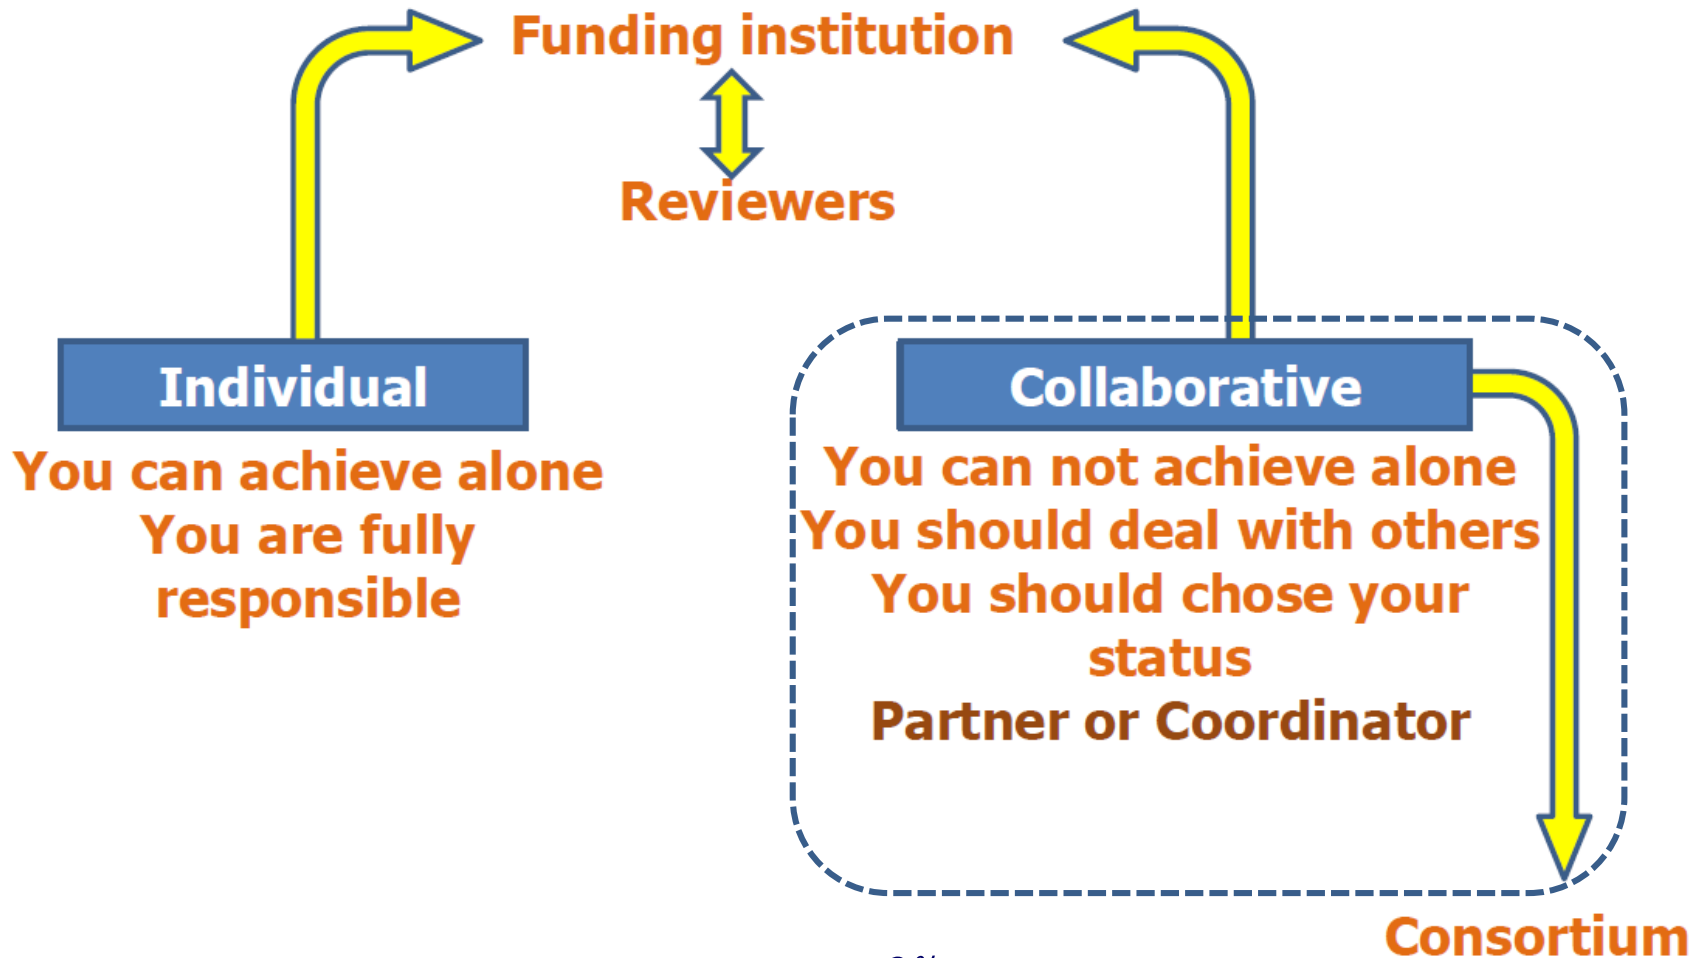 Funding institution
Reviewers
Individual
You can achieve alone
You are fully
responsible
Collaborative
You can not achieve alone
You should deal with others
You should chose your
status
Partner or Coordinator
Consortium